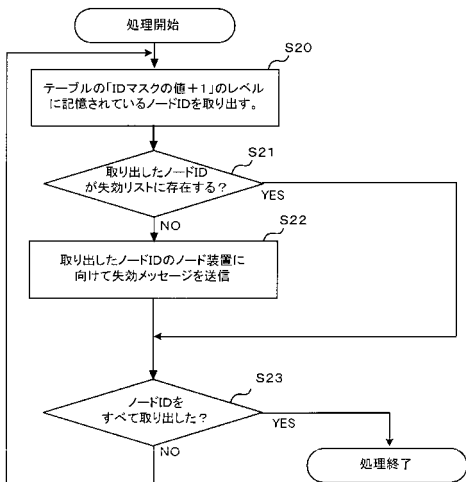 処理開始
S20
テーブルの「IDマスクの値+1」のレベル
に記憶されているノードIDを取り出す。
S21
取り出したノードID
が失効リストに存在する?
YES
NO
S22
取り出したノードIDのノード装置に
向けて失効メッセージを送信
S23
ノードIDを
すべて取り出した?
YES
NO
処理終了